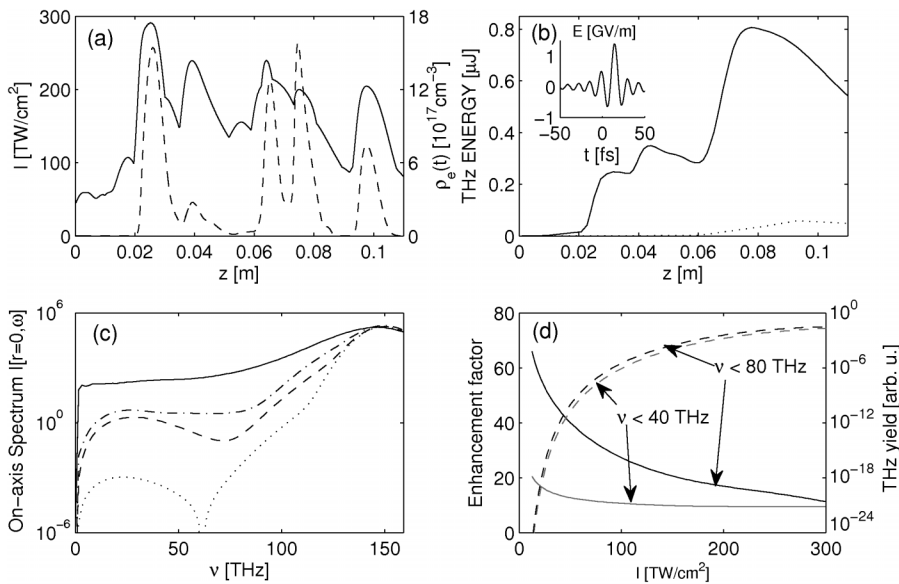 (a)
300
200
100
0
I [TW/cm²]
18
12
6
0
ρe(t) [10¹⁷cm⁻³]
0 0.02 0.04 0.06 0.08 0.1
z [m]
(b)
E [GV/m]
1
0
−1
−50 0 50
t [fs]
0.8
0.6
0.4
0.2
0
THz ENERGY [μJ]
0 0.02 0.04 0.06 0.08 0.1
z [m]
(c)
10⁶
10⁰
10⁻⁶
On−axis Spectrum I[r=0,ω]
0 50 100 150
ν [THz]
(d)
80
60
40
20
0
Enhancement factor
ν < 80 THz
ν < 40 THz
10⁰
10⁻⁶
10⁻¹²
10⁻¹⁸
10⁻²⁴
THz yield [arb. u.]
0 100 200 300
I [TW/cm²]